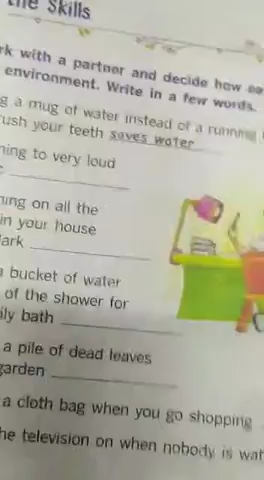 the Skills
rk with a partner and decide how ea
environment. Write in a few words.
g a mug of water instead of a running
rush your teeth saves water
ning to very loud
ning on all the
in your house
dark
a bucket of water
of the shower for
ily bath
a pile of dead leaves
garden
a cloth bag when you go shopping
he television on when nobody is wat